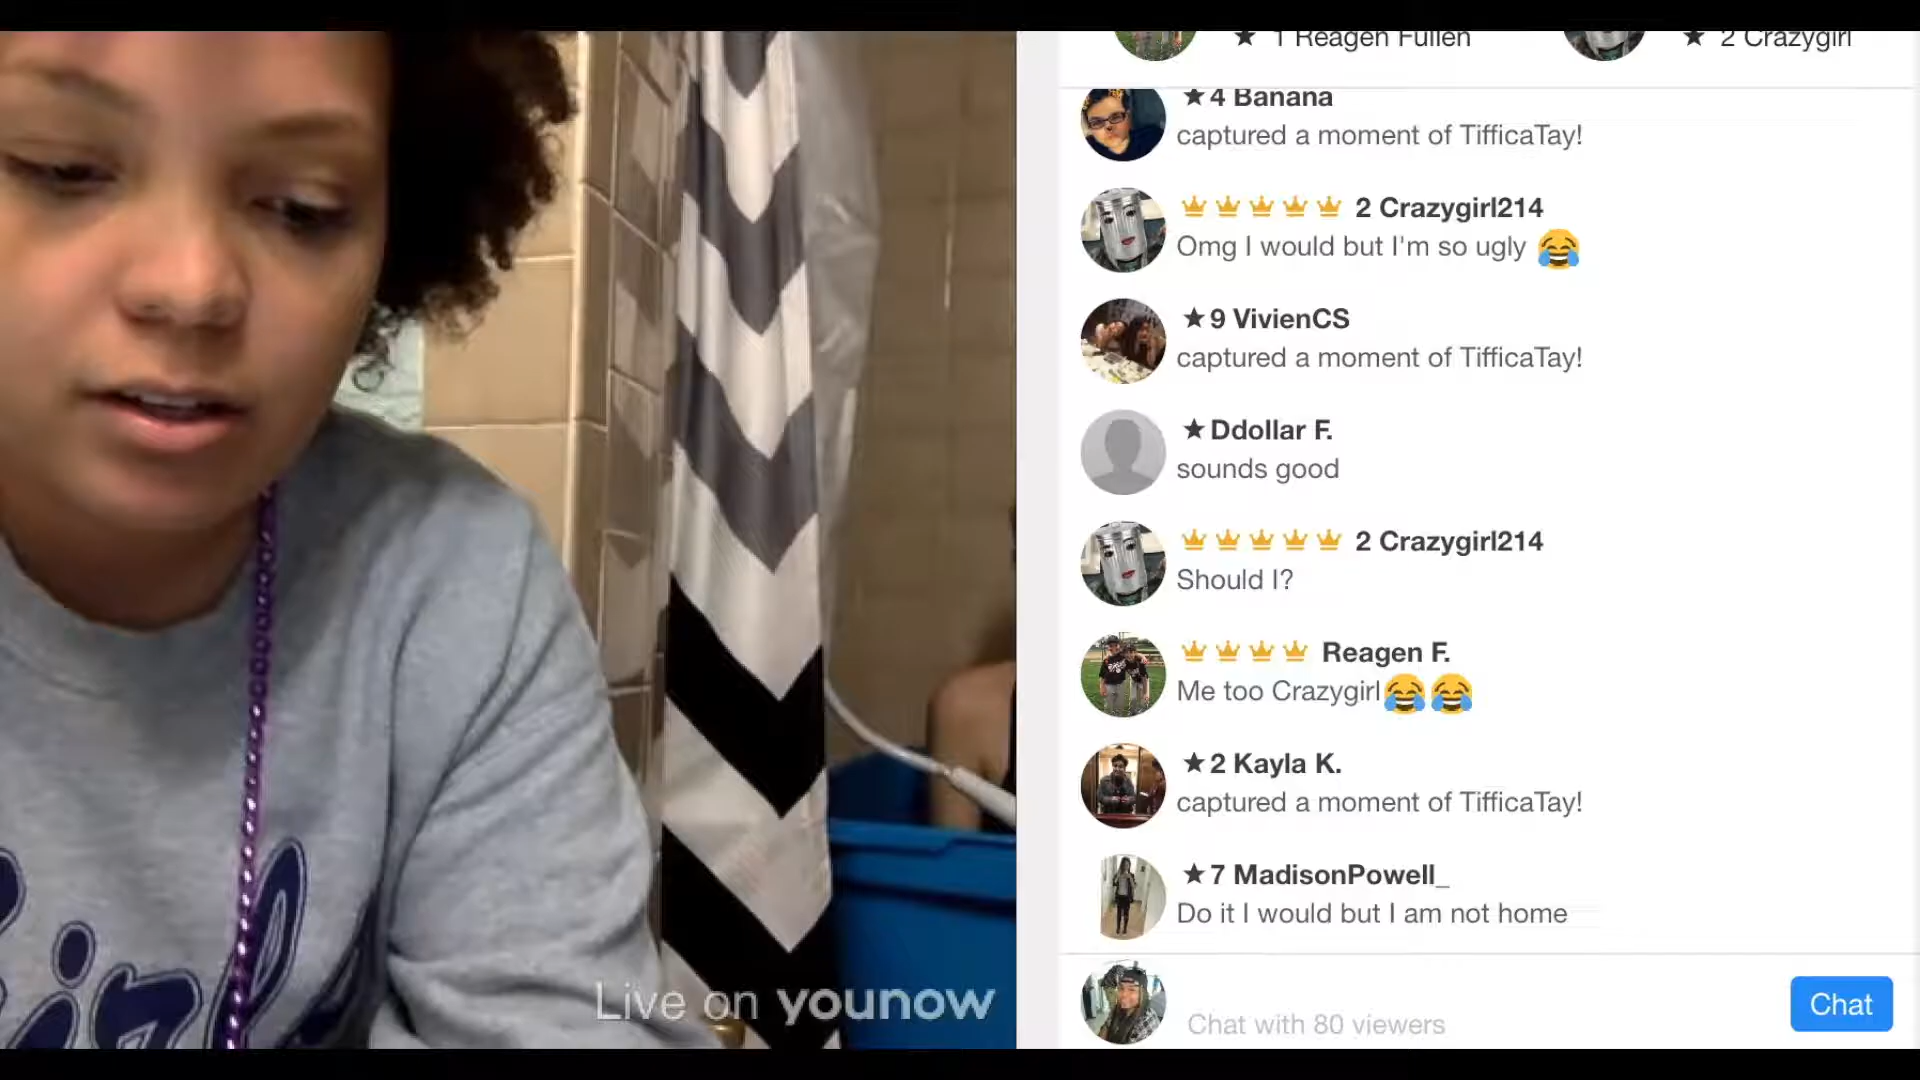 ★ 1 Reagen Fullen
★ 2 Crazygirl
★ 4 Banana
captured a moment of TifficaTay!
2 Crazygirl214
Omg I would but I'm so ugly 😂
★ 9 VivienCS
captured a moment of TifficaTay!
★ Ddollar F.
sounds good
2 Crazygirl214
Should I?
Reagen F.
Me too Crazygirl😂😂
★ 2 Kayla K.
captured a moment of TifficaTay!
★ 7 MadisonPowell_
Do it I would but I am not home
Chat with 80 viewers
Chat
Live on younow